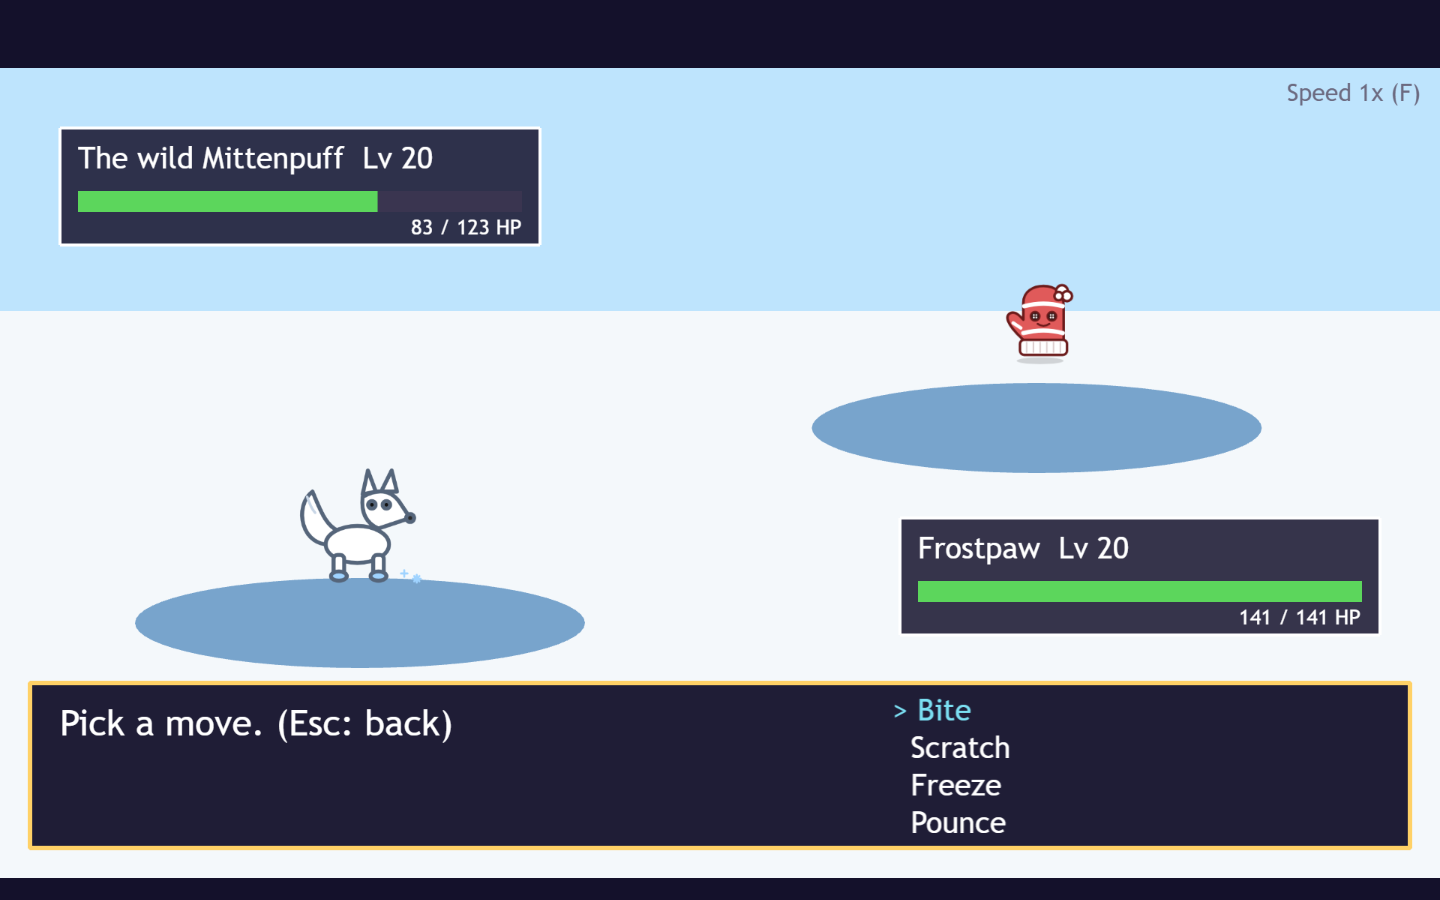 Speed 1x (F)
The wild Mittenpuff Lv 20
83 / 123 HP
Frostpaw Lv 20
141 / 141 HP
Pick a move. (Esc: back)
> Bite
Scratch
Freeze
Pounce